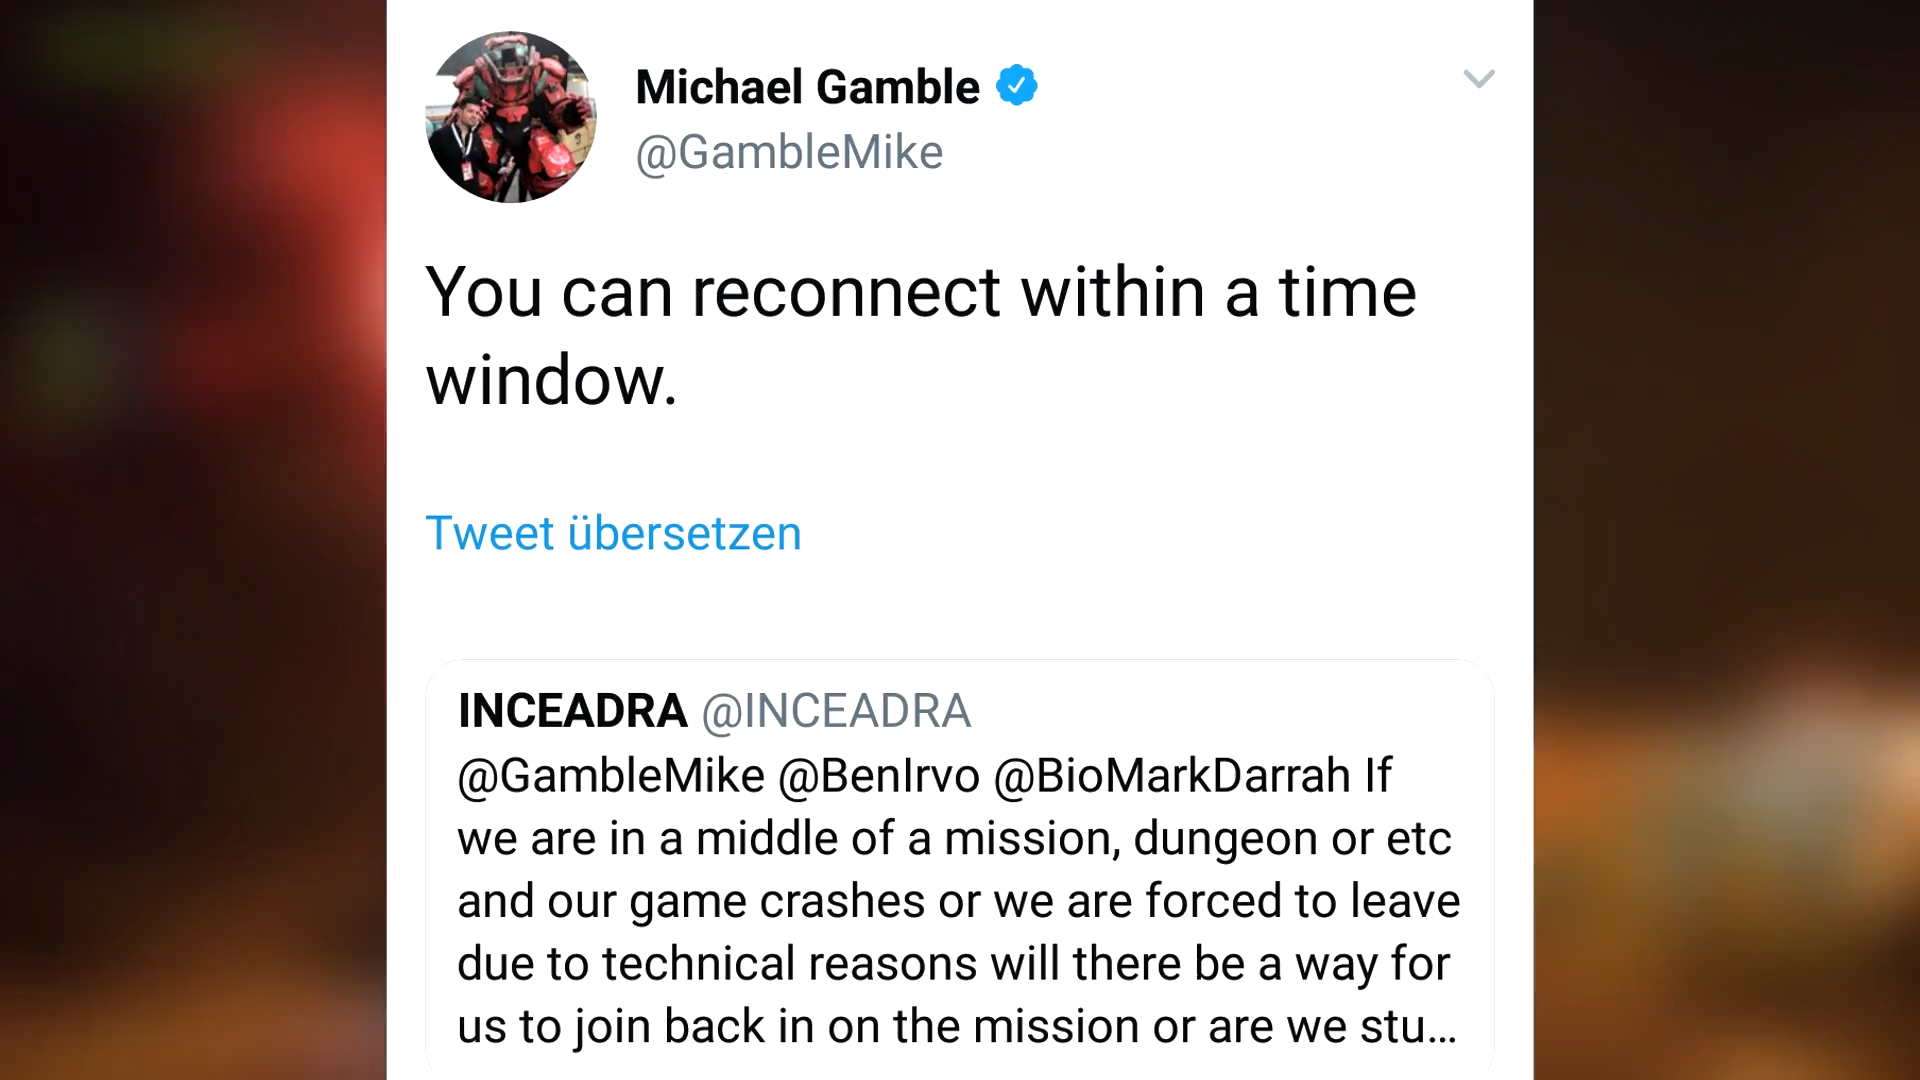 Michael Gamble
@GambleMike
You can reconnect within a time
window.
Tweet übersetzen
INCEADRA @INCEADRA
@GambleMike @BenIrvo @BioMarkDarrah If
we are in a middle of a mission, dungeon or etc
and our game crashes or we are forced to leave
due to technical reasons will there be a way for
us to join back in on the mission or are we stu...